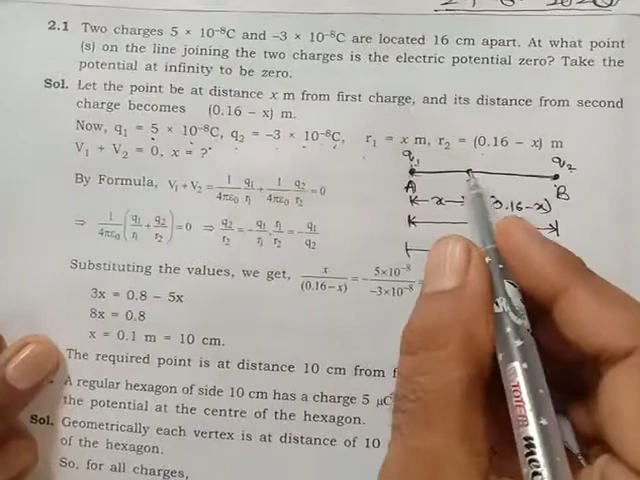 2.1 Two charges 5 × 10⁻⁸C and –3 × 10⁻⁸C are located 16 cm apart. At what point
(s) on the line joining the two charges is the electric potential zero? Take the
potential at infinity to be zero.
Sol. Let the point be at distance x m from first charge, and its distance from second
charge becomes (0.16 – x) m.
Now, q₁ = 5 × 10⁻⁸C, q₂ = –3 × 10⁻⁸C, r₁ = x m, r₂ = (0.16 – x) m
V₁ + V₂ = 0, x = ?
q₁ q₂
A B
x 0.16-x)
By Formula, V₁ + V₂ = 1/4πε₀ q₁/r₁ + 1/4πε₀ q₂/r₂ = 0
⇒ 1/4πε₀ (q₁/r₁ + q₂/r₂) = 0 ⇒ q₂/r₂ = –q₁/r₁, r₁/r₂ = –q₁/q₂
Substituting the values, we get, x/(0.16–x) = –5×10⁻⁸/–3×10⁻⁸ =
3x = 0.8 – 5x
8x = 0.8
x = 0.1 m = 10 cm.
The required point is at distance 10 cm from
A regular hexagon of side 10 cm has a charge 5 μC
the potential at the centre of the hexagon.
Sol. Geometrically each vertex is at distance of 10
of the hexagon.
So, for all charges,